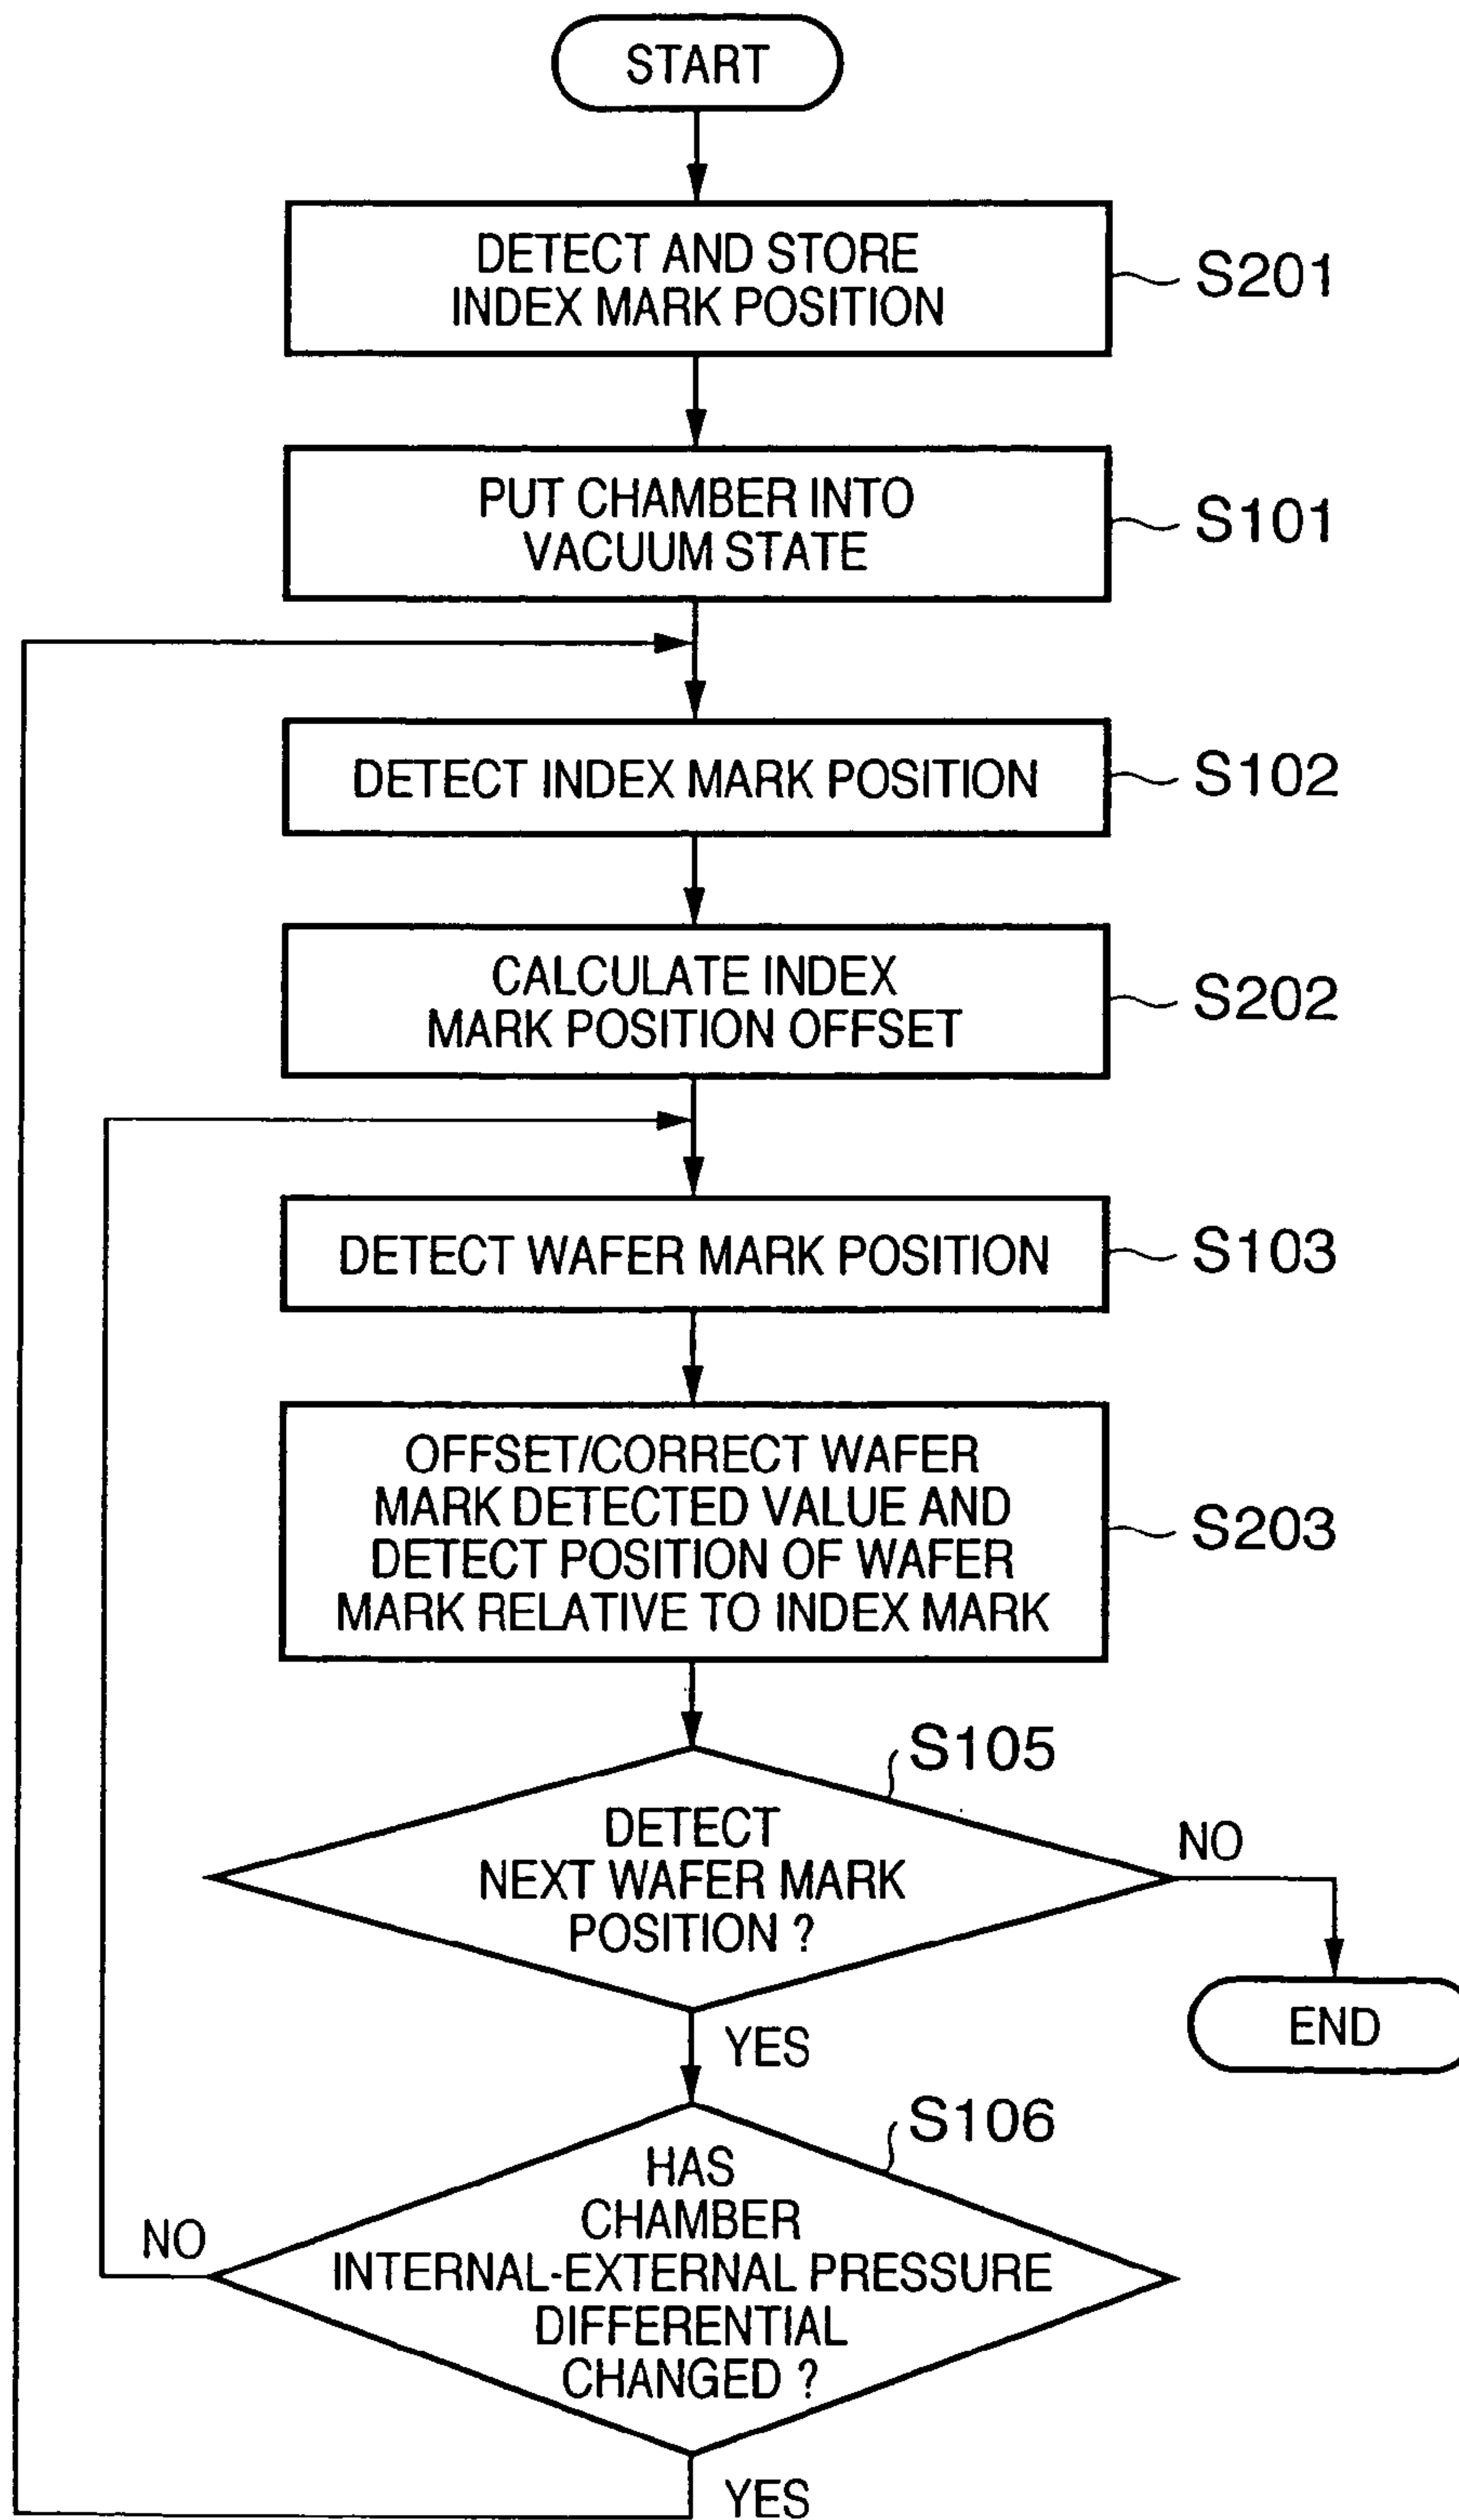 START
DETECT AND STORE
INDEX MARK POSITION
S201
PUT CHAMBER INTO
VACUUM STATE
S101
DETECT INDEX MARK POSITION
S102
CALCULATE INDEX
MARK POSITION OFFSET
S202
DETECT WAFER MARK POSITION
S103
OFFSET/CORRECT WAFER
MARK DETECTED VALUE AND
DETECT POSITION OF WAFER
MARK RELATIVE TO INDEX MARK
S203
S105
DETECT
NEXT WAFER MARK
POSITION ?
NO
END
YES
S106
HAS
CHAMBER
INTERNAL-EXTERNAL PRESSURE
DIFFERENTIAL
CHANGED ?
NO
YES